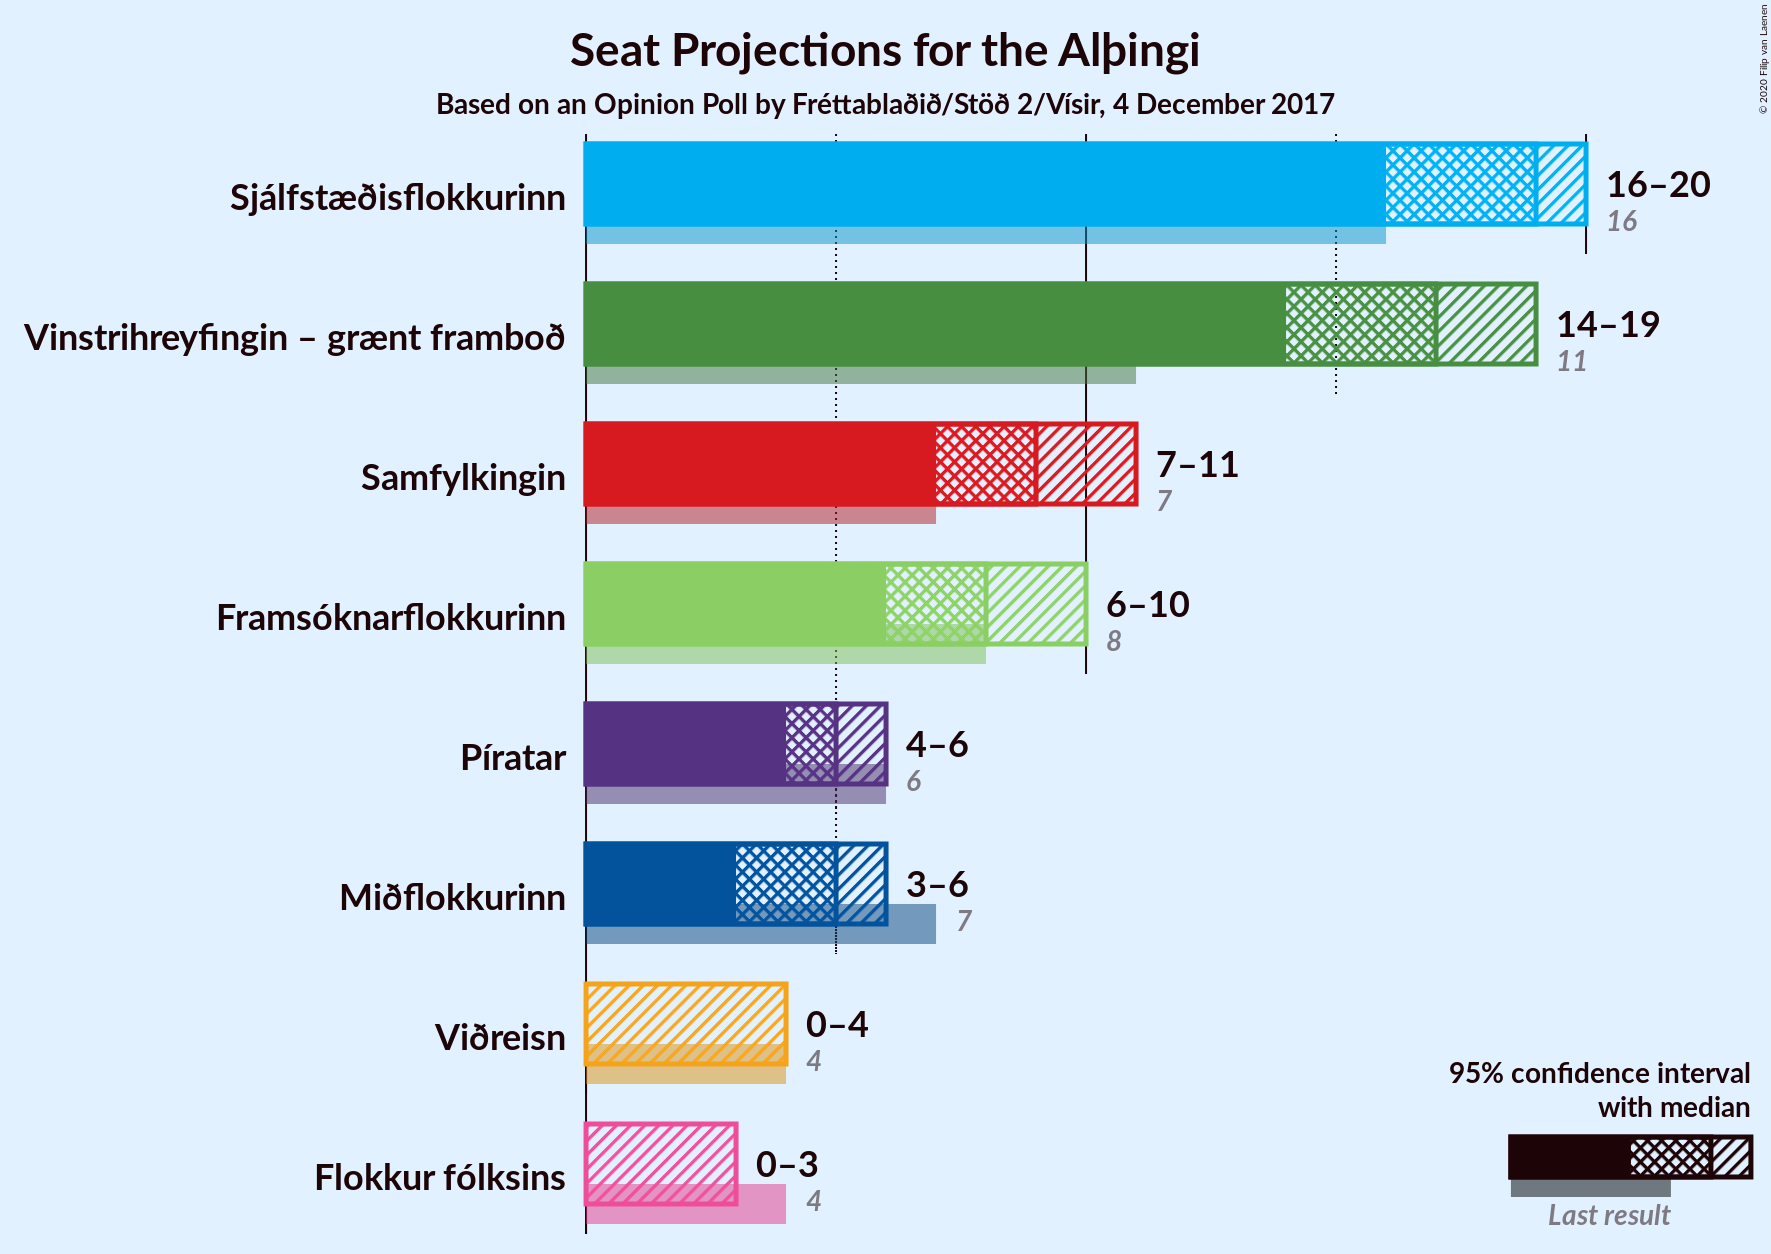 © 2020 Filip van Laenen
Seat Projections for the Alþingi
Based on an Opinion Poll by Fréttablaðið/Stöð 2/Vísir, 4 December 2017
Sjálfstæðisflokkurinn
16–20
16
Vinstrihreyfingin – grænt framboð
14–19
11
Samfylkingin
7–11
7
Framsóknarflokkurinn
6–10
8
Píratar
4–6
6
Miðflokkurinn
3–6
7
Viðreisn
0–4
4
Flokkur fólksins
0–3
4
95% confidence interval
with median
Last result